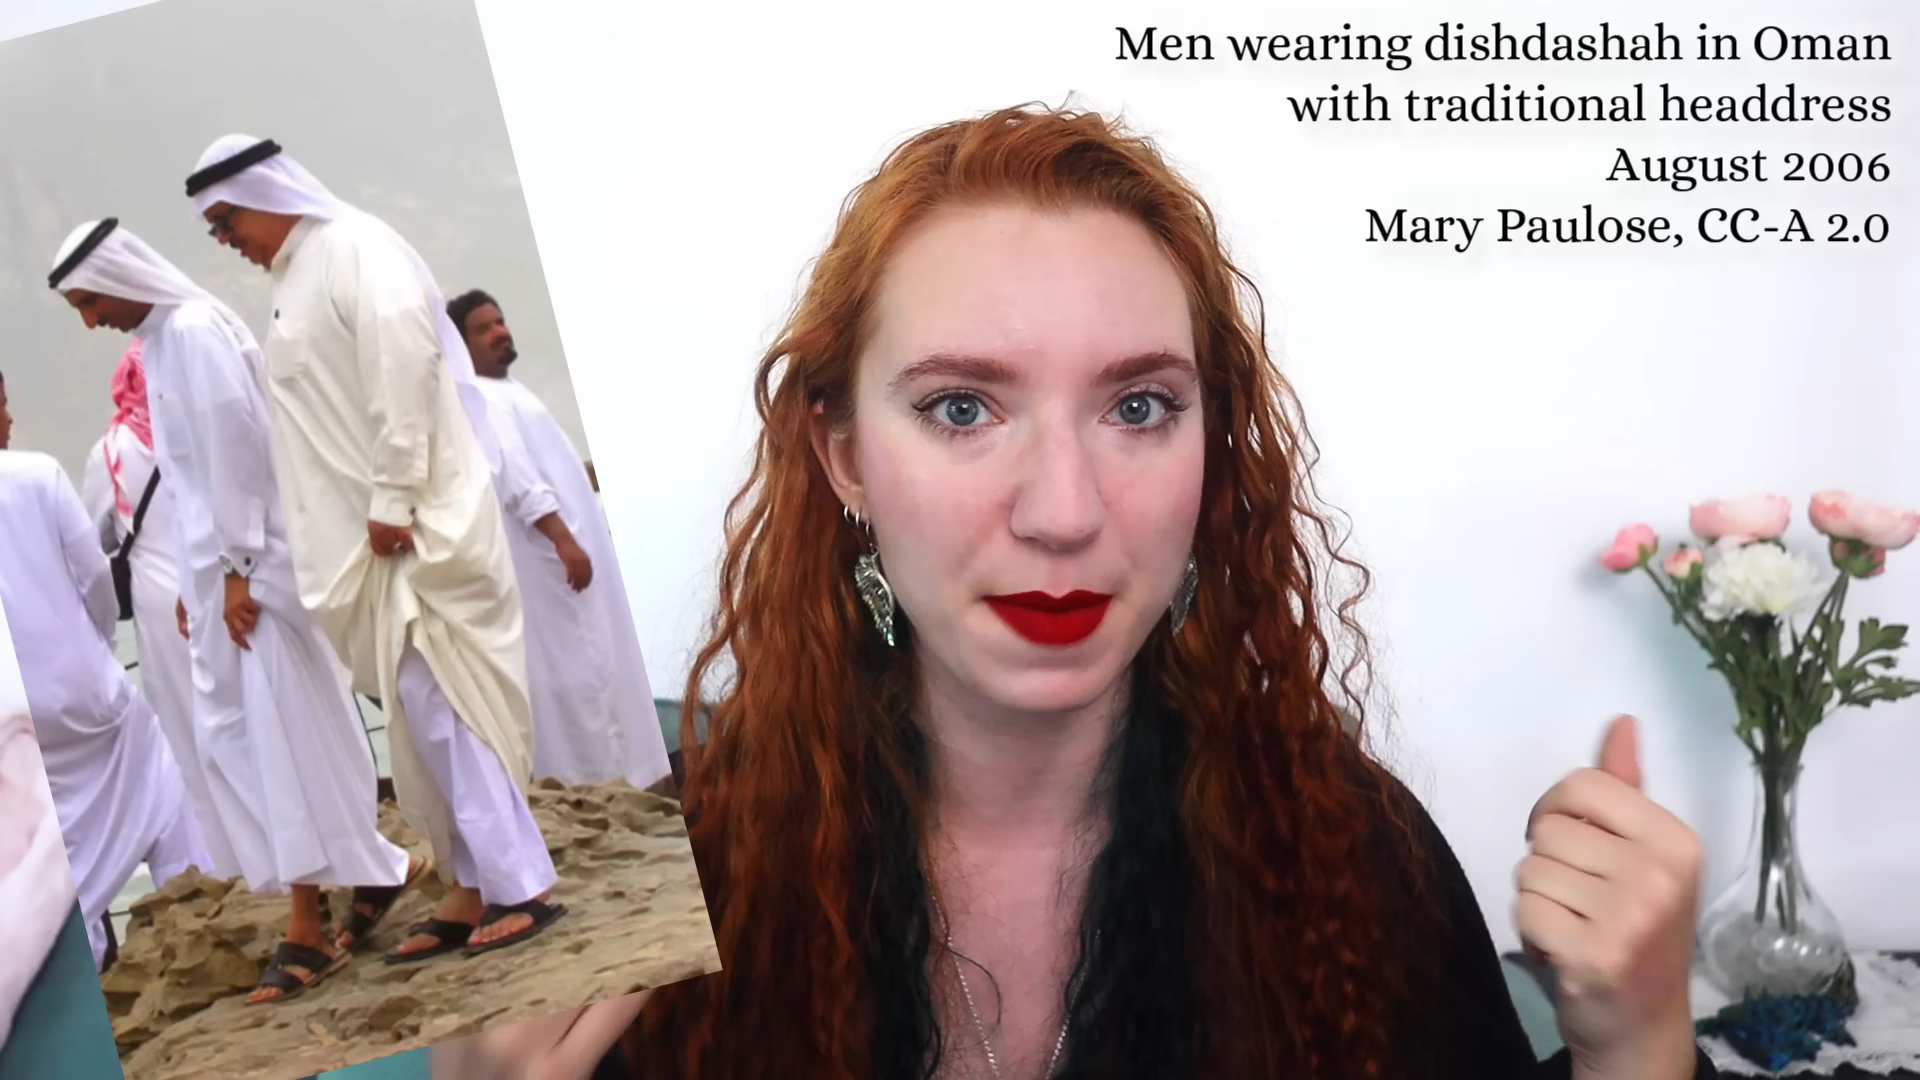 Men wearing dishdashah in Oman
with traditional headdress
August 2006
Mary Paulose, CC-A 2.0